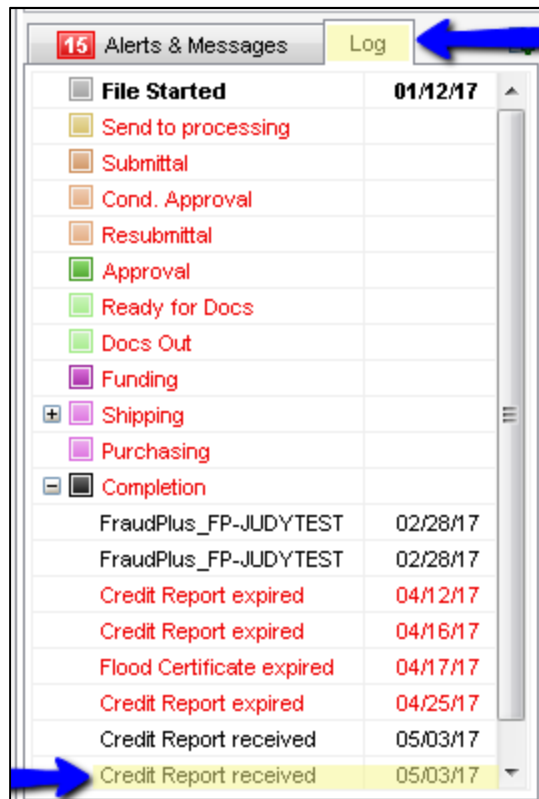 15 Alerts & Messages Log
File Started 01/12/17
Send to processing
Submittal
Cond. Approval
Resubmittal
Approval
Ready for Docs
Docs Out
Funding
Shipping
Purchasing
Completion
FraudPlus_FP-JUDYTEST 02/28/17
FraudPlus_FP-JUDYTEST 02/28/17
Credit Report expired 04/12/17
Credit Report expired 04/16/17
Flood Certificate expired 04/17/17
Credit Report expired 04/25/17
Credit Report received 05/03/17
Credit Report received 05/03/17